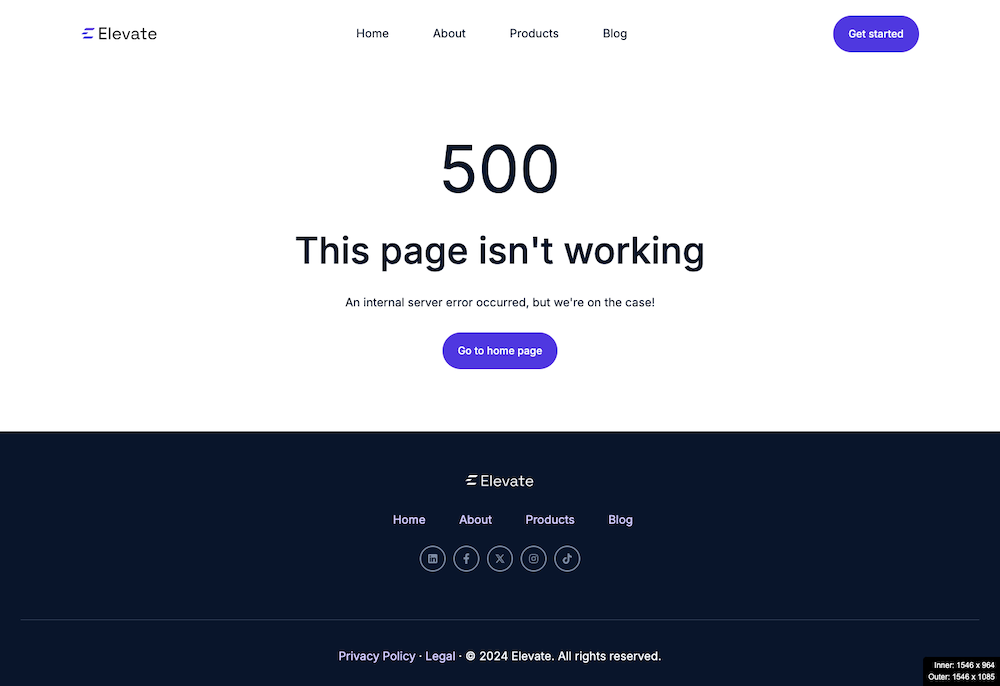 Elevate
Home About Products Blog
Get started
500
This page isn't working
An internal server error occurred, but we're on the case!
Go to home page
Elevate
Home About Products Blog
Privacy Policy · Legal · © 2024 Elevate. All rights reserved.
Inner: 1546 x 964
Outer: 1546 x 1085